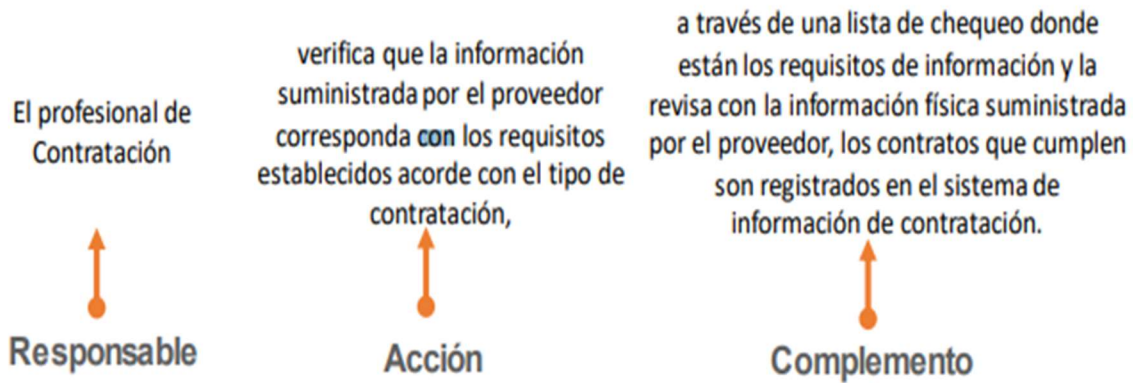 El profesional de
Contratación
verifica que la información
suministrada por el proveedor
corresponda con los requisitos
establecidos acorde con el tipo de
contratación,
a través de una lista de chequeo donde
están los requisitos de información y la
revisa con la información física suministrada
por el proveedor, los contratos que cumplen
son registrados en el sistema de
información de contratación.
Responsable
Acción
Complemento